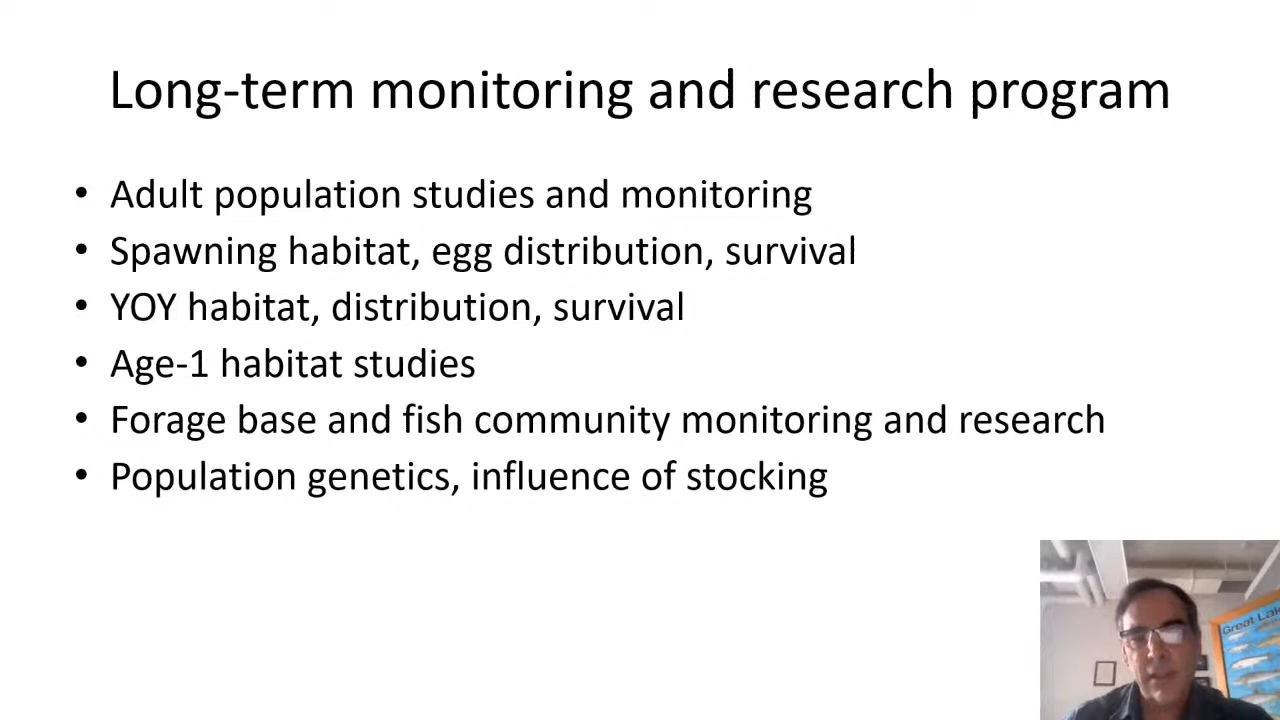 Long-term monitoring and research program
• Adult population studies and monitoring
• Spawning habitat, egg distribution, survival
• YOY habitat, distribution, survival
• Age-1 habitat studies
• Forage base and fish community monitoring and research
• Population genetics, influence of stocking
Great